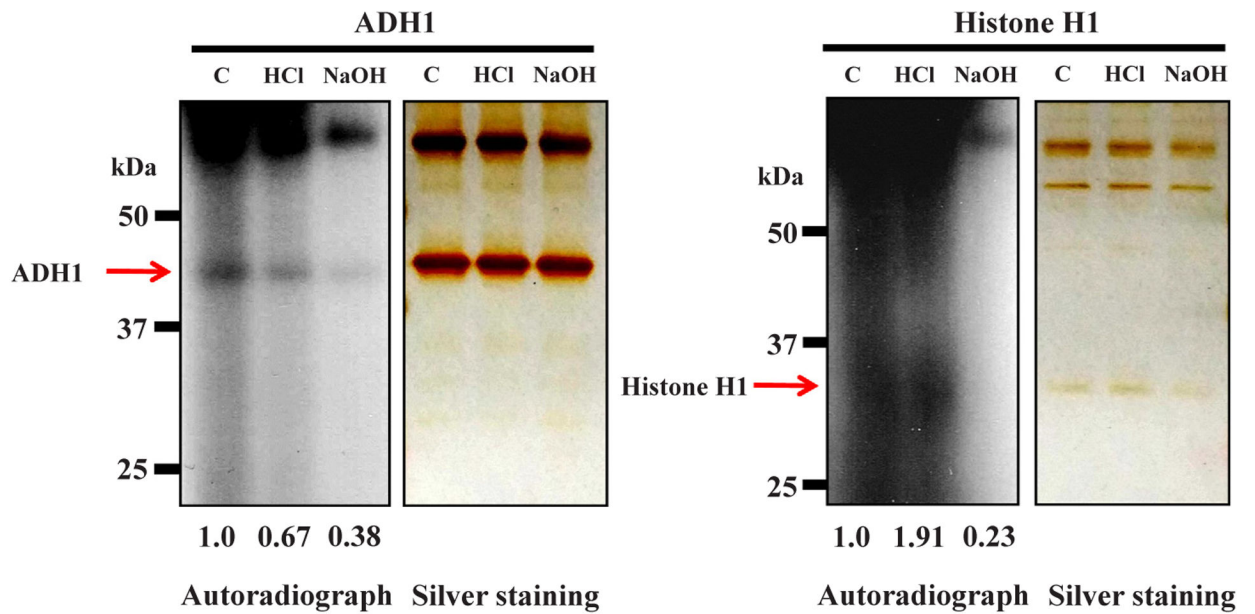 ADH1
C HCl NaOH C HCl NaOH
kDa
50
ADH1
37
25
1.0 0.67 0.38
Autoradiograph Silver staining
Histone H1
C HCl NaOH C HCl NaOH
kDa
50
37
Histone H1
25
1.0 1.91 0.23
Autoradiograph Silver staining